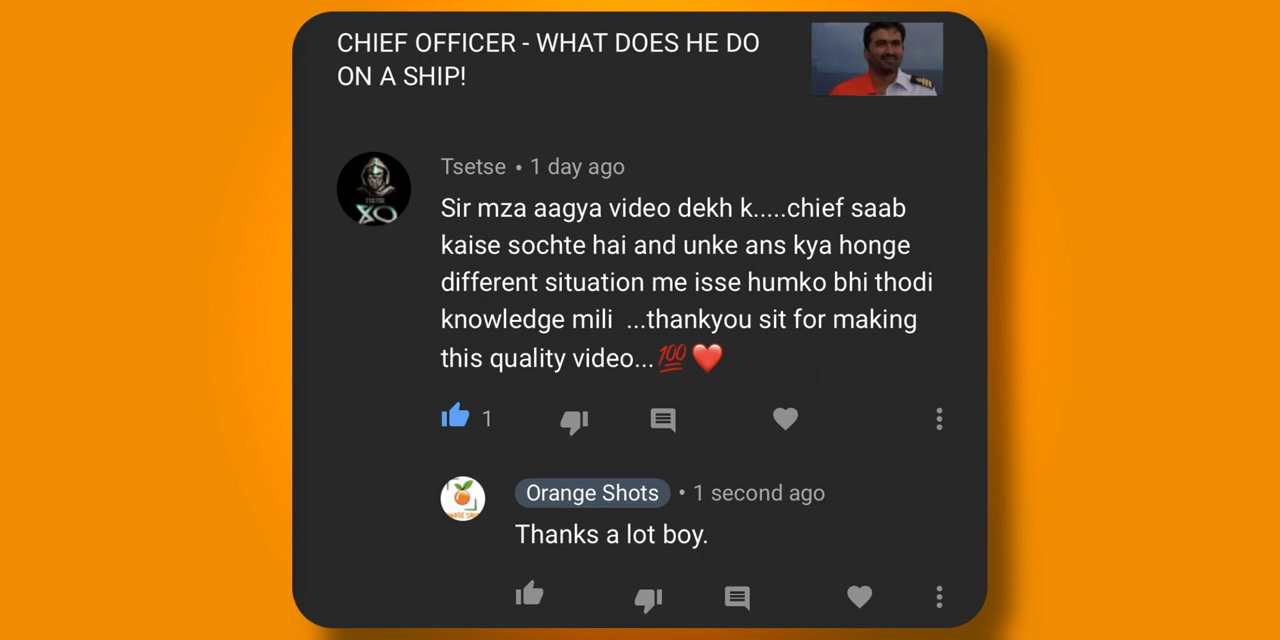 CHIEF OFFICER - WHAT DOES HE DO
ON A SHIP!
XO
Tsetse • 1 day ago
Sir mza aagya video dekh k.....chief saab
kaise sochte hai and unke ans kya honge
different situation me isse humko bhi thodi
knowledge mili ...thankyou sit for making
this quality video...💯❤️
1
Orange Shots • 1 second ago
Thanks a lot boy.